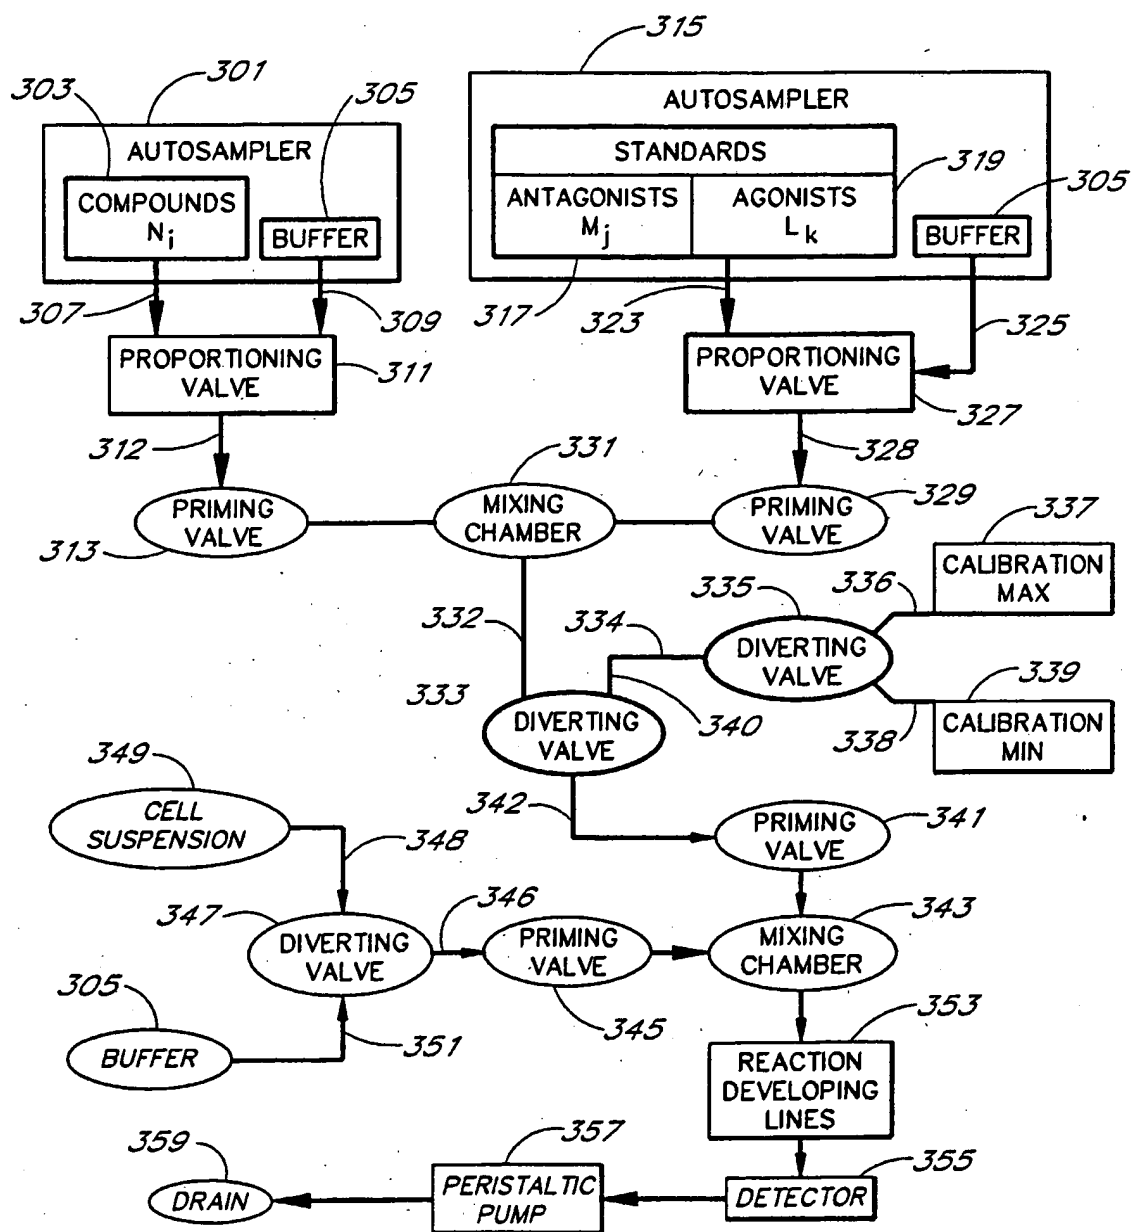 315
301
303
305
AUTOSAMPLER
AUTOSAMPLER
STANDARDS
319
305
COMPOUNDS
N_i
BUFFER
ANTAGONISTS
M_j
AGONISTS
L_k
BUFFER
307
309
317
323
325
PROPORTIONING
VALVE
311
PROPORTIONING
VALVE
327
312
331
328
329
PRIMING
VALVE
313
MIXING
CHAMBER
PRIMING
VALVE
337
336
CALIBRATION
MAX
335
334
332
DIVERTING
VALVE
333
339
340
338
CALIBRATION
MIN
DIVERTING
VALVE
349
CELL
SUSPENSION
342
341
PRIMING
VALVE
348
347
346
343
DIVERTING
VALVE
PRIMING
VALVE
MIXING
CHAMBER
305
345
353
BUFFER
351
REACTION
DEVELOPING
LINES
359
357
355
DRAIN
PERISTALTIC
PUMP
DETECTOR